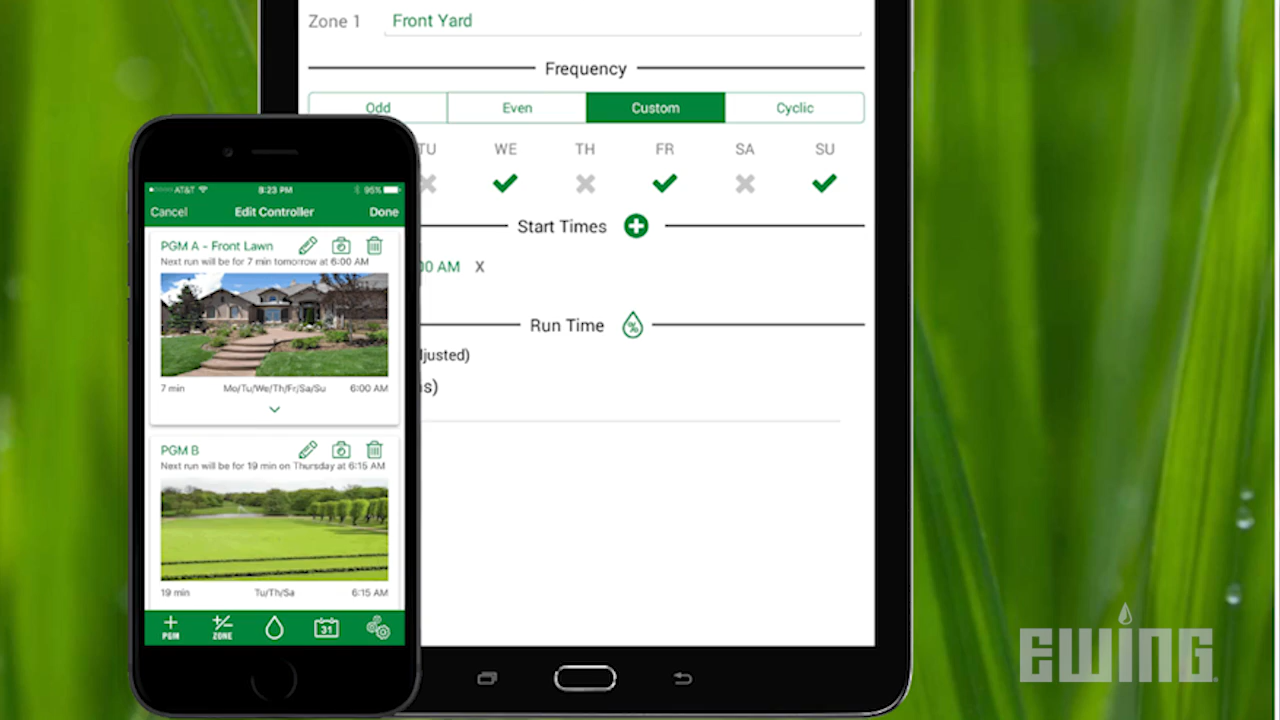 Zone 1 Front Yard
Frequency
Odd Even Custom Cyclic
TU WE TH FR SA SU
Start Times
00 AM X
Run Time
ljusted)
s)
AT&T 8:23 PM 95%
Cancel Edit Controller Done
PGM A - Front Lawn
Next run will be for 7 min tomorrow at 6:00 AM
7 min Mo/Tu/We/Th/Fr/Sa/Su 6:00 AM
PGM B
Next run will be for 19 min on Thursday at 6:15 AM
19 min Tu/Th/Sa 6:15 AM
PGM ZONE 31
EWING